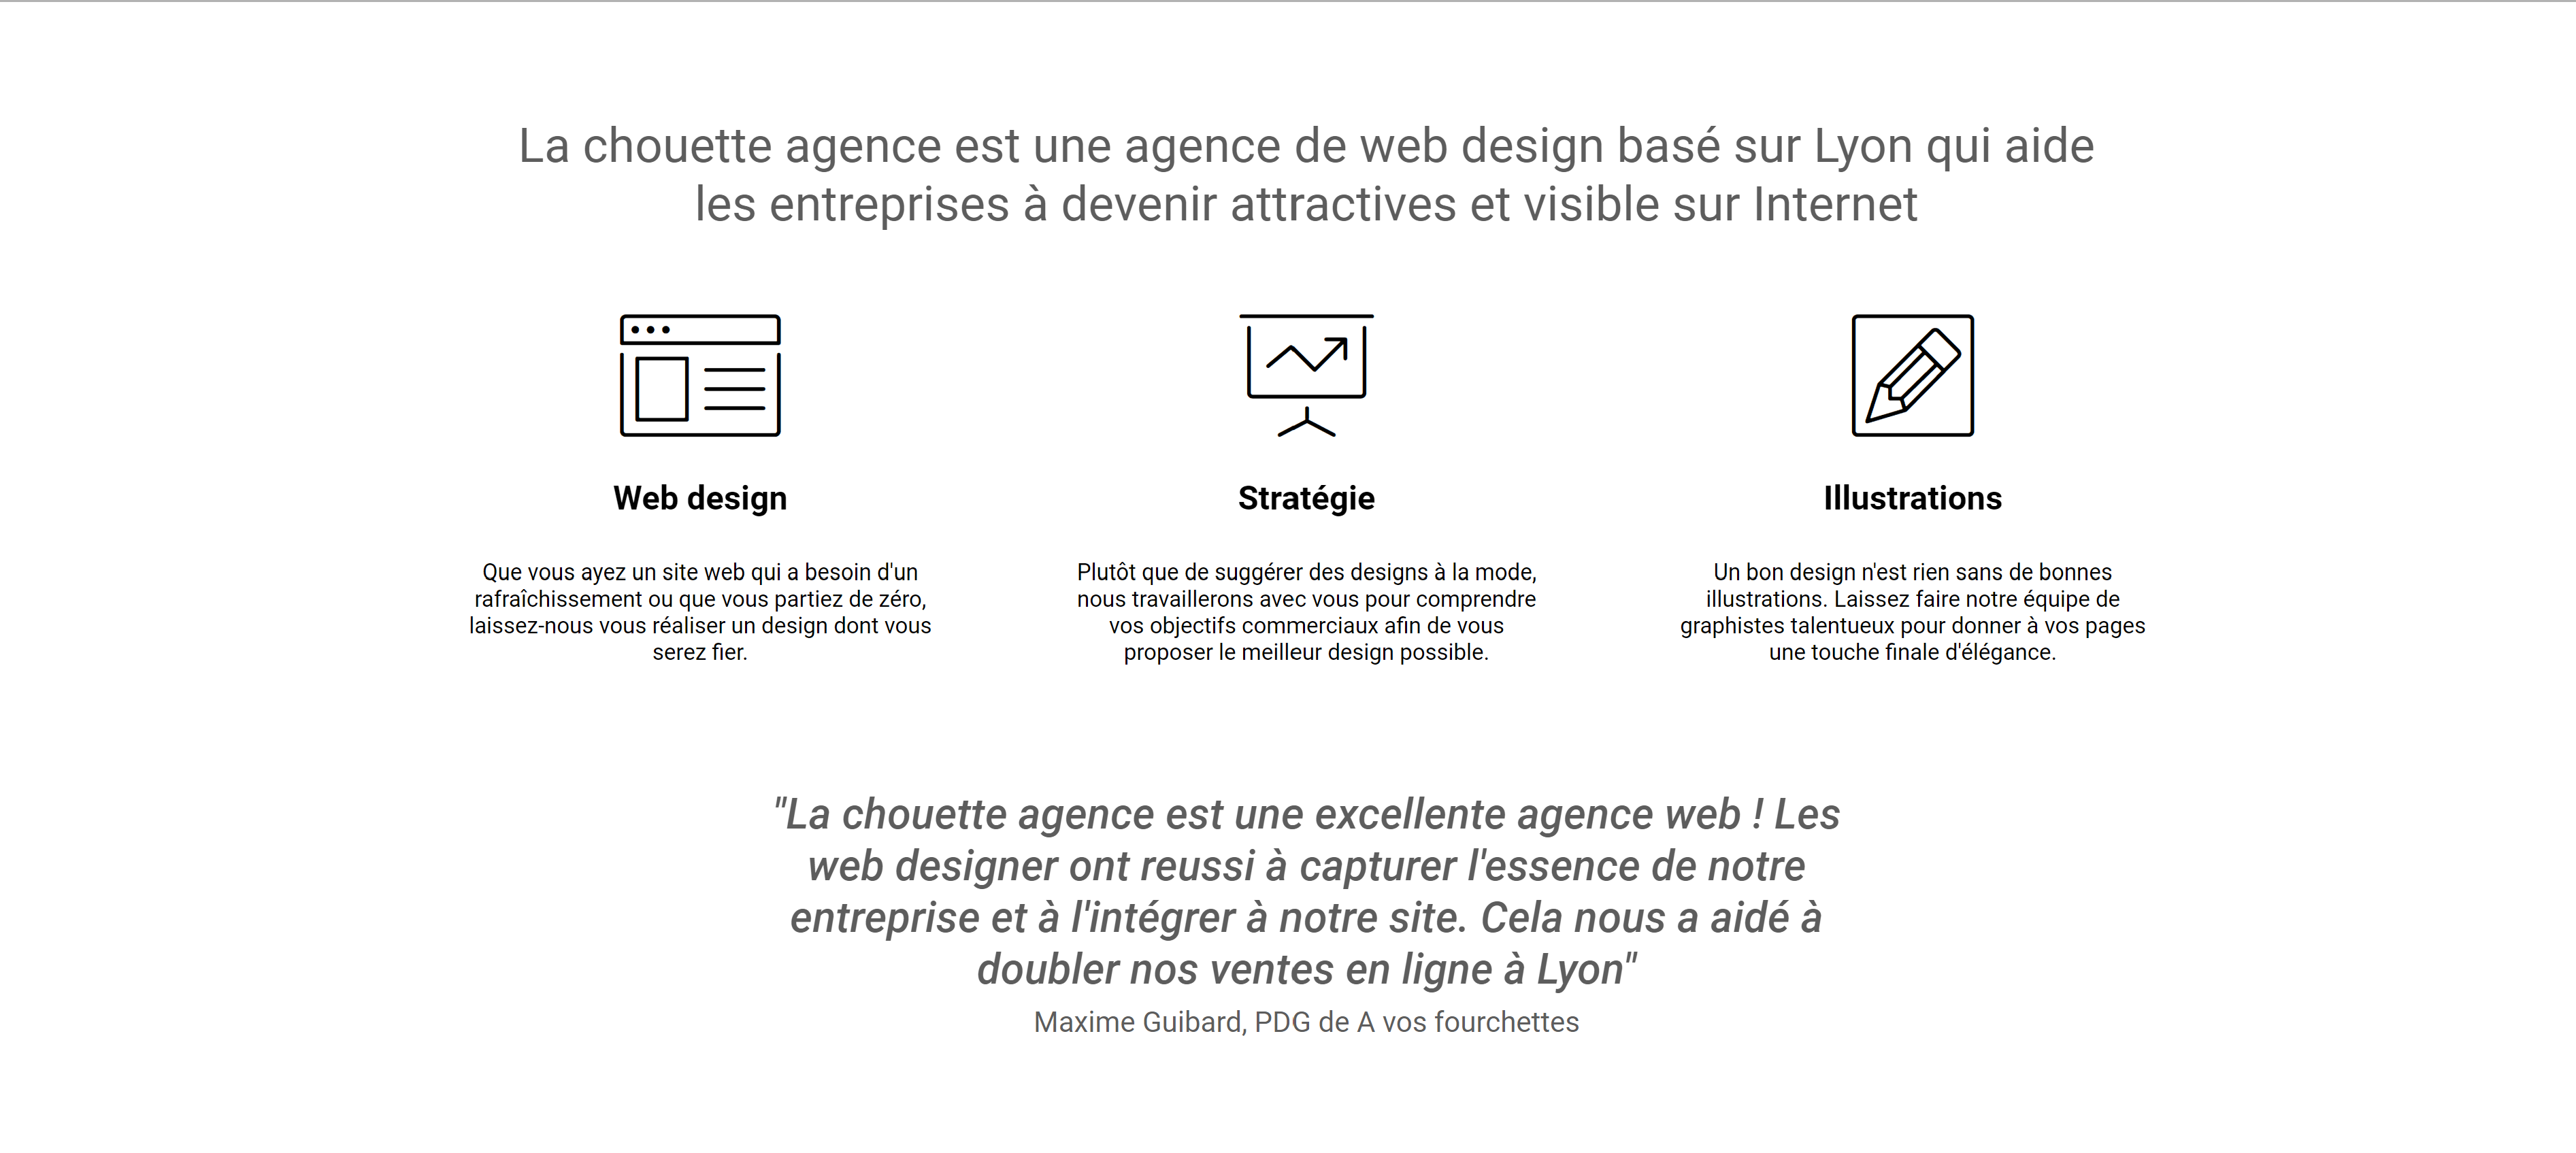 La chouette agence est une agence de web design basé sur Lyon qui aide
les entreprises à devenir attractives et visible sur Internet
Web design
Que vous ayez un site web qui a besoin d'un
rafraîchissement ou que vous partiez de zéro,
laissez-nous vous réaliser un design dont vous
serez fier.
Stratégie
Plutôt que de suggérer des designs à la mode,
nous travaillerons avec vous pour comprendre
vos objectifs commerciaux afin de vous
proposer le meilleur design possible.
Illustrations
Un bon design n'est rien sans de bonnes
illustrations. Laissez faire notre équipe de
graphistes talentueux pour donner à vos pages
une touche finale d'élégance.
"La chouette agence est une excellente agence web ! Les
web designer ont reussi à capturer l'essence de notre
entreprise et à l'intégrer à notre site. Cela nous a aidé à
doubler nos ventes en ligne à Lyon"
Maxime Guibard, PDG de A vos fourchettes